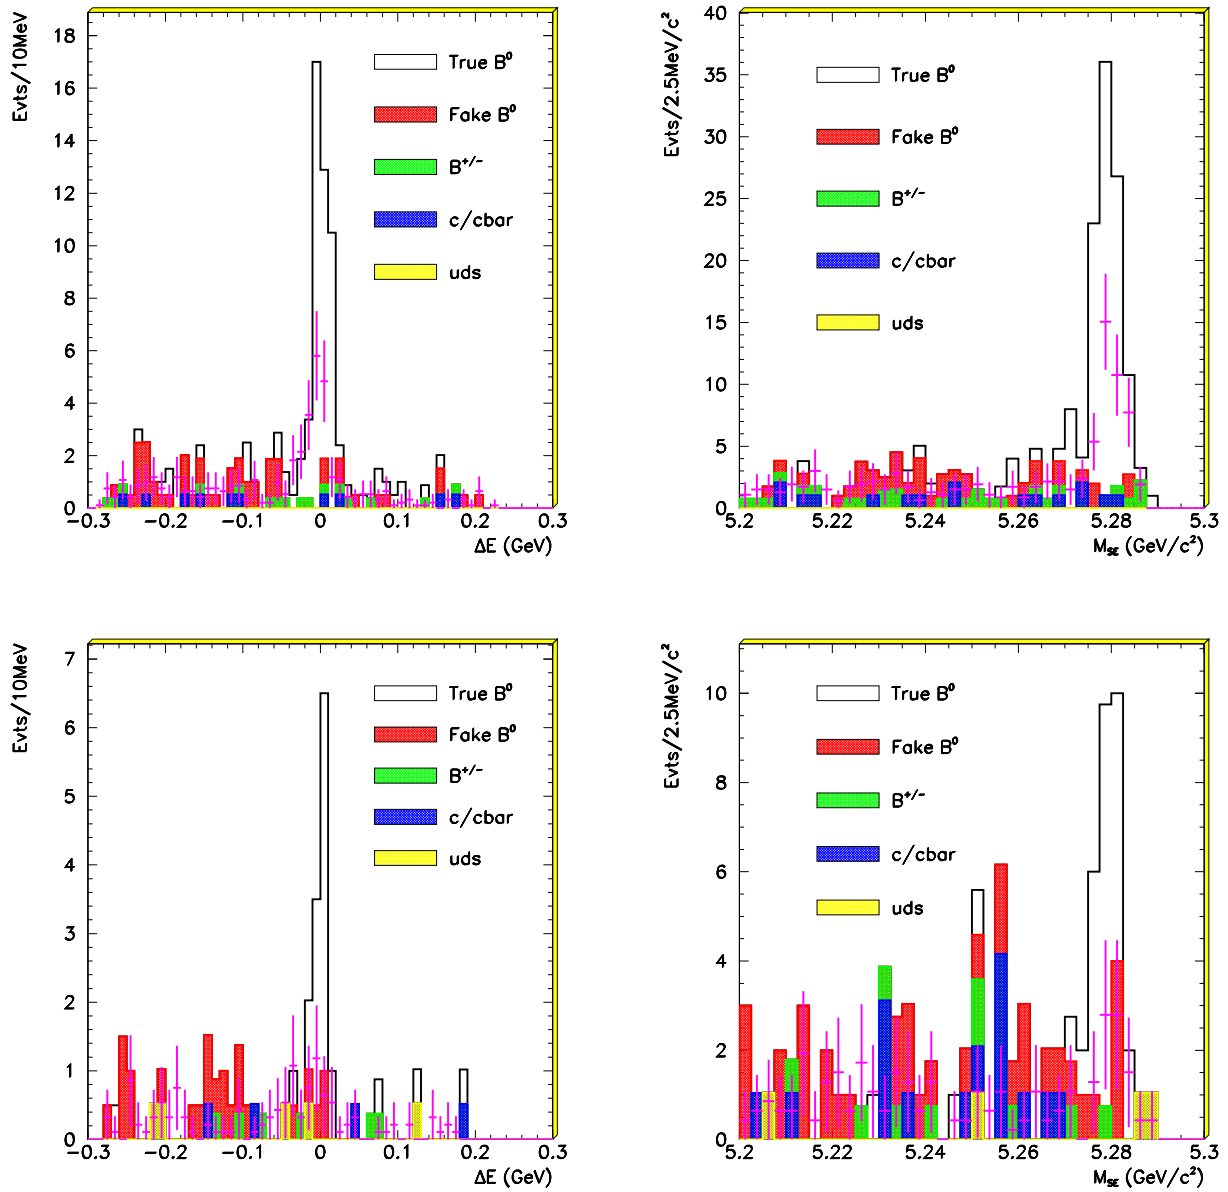 Evts/10MeV
18
16
14
12
10
8
6
4
2
0
True B⁰
Fake B⁰
B⁺/⁻
c/cbar
uds
-0.3 -0.2 -0.1 0 0.1 0.2 0.3
ΔE (GeV)
Evts/2.5MeV/c²
40
35
30
25
20
15
10
5
0
True B⁰
Fake B⁰
B⁺/⁻
c/cbar
uds
5.2 5.22 5.24 5.26 5.28 5.3
M_SE (GeV/c²)
Evts/10MeV
7
6
5
4
3
2
1
0
True B⁰
Fake B⁰
B⁺/⁻
c/cbar
uds
-0.3 -0.2 -0.1 0 0.1 0.2 0.3
ΔE (GeV)
Evts/2.5MeV/c²
10
8
6
4
2
0
True B⁰
Fake B⁰
B⁺/⁻
c/cbar
uds
5.2 5.22 5.24 5.26 5.28 5.3
M_SE (GeV/c²)